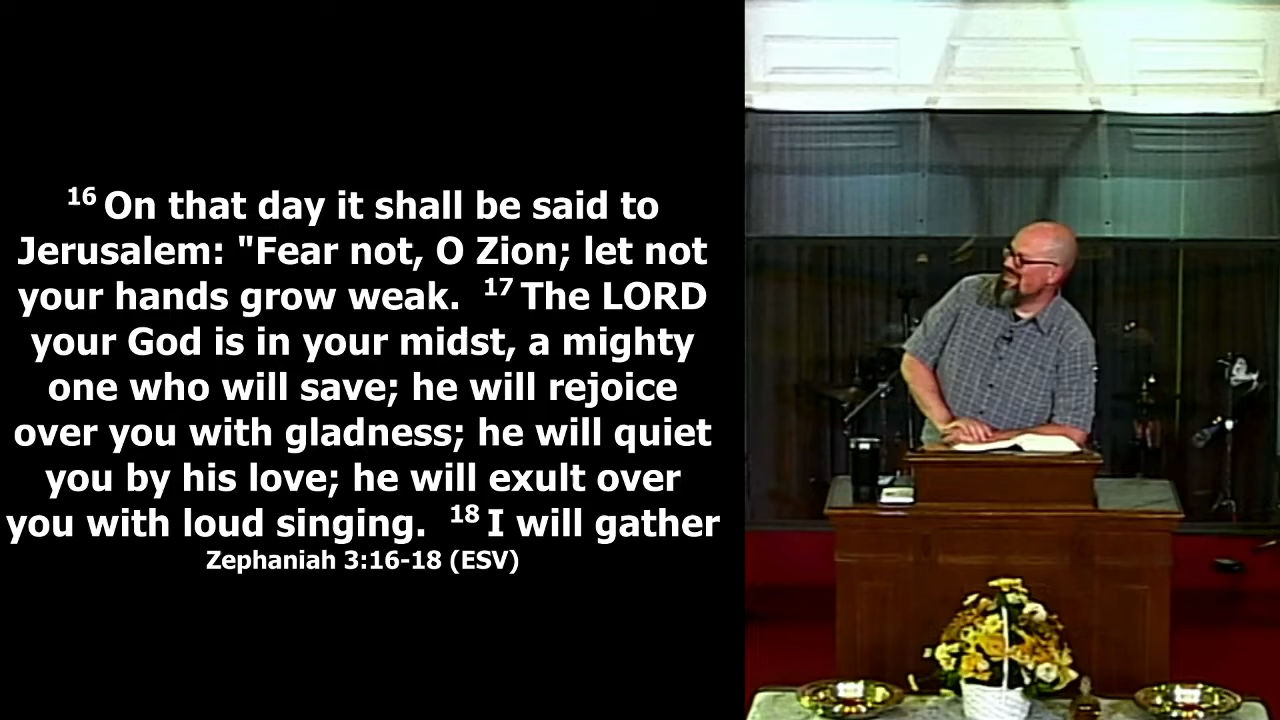 16 On that day it shall be said to
Jerusalem: "Fear not, O Zion; let not
your hands grow weak. 17 The LORD
your God is in your midst, a mighty
one who will save; he will rejoice
over you with gladness; he will quiet
you by his love; he will exult over
you with loud singing. 18 I will gather
Zephaniah 3:16-18 (ESV)